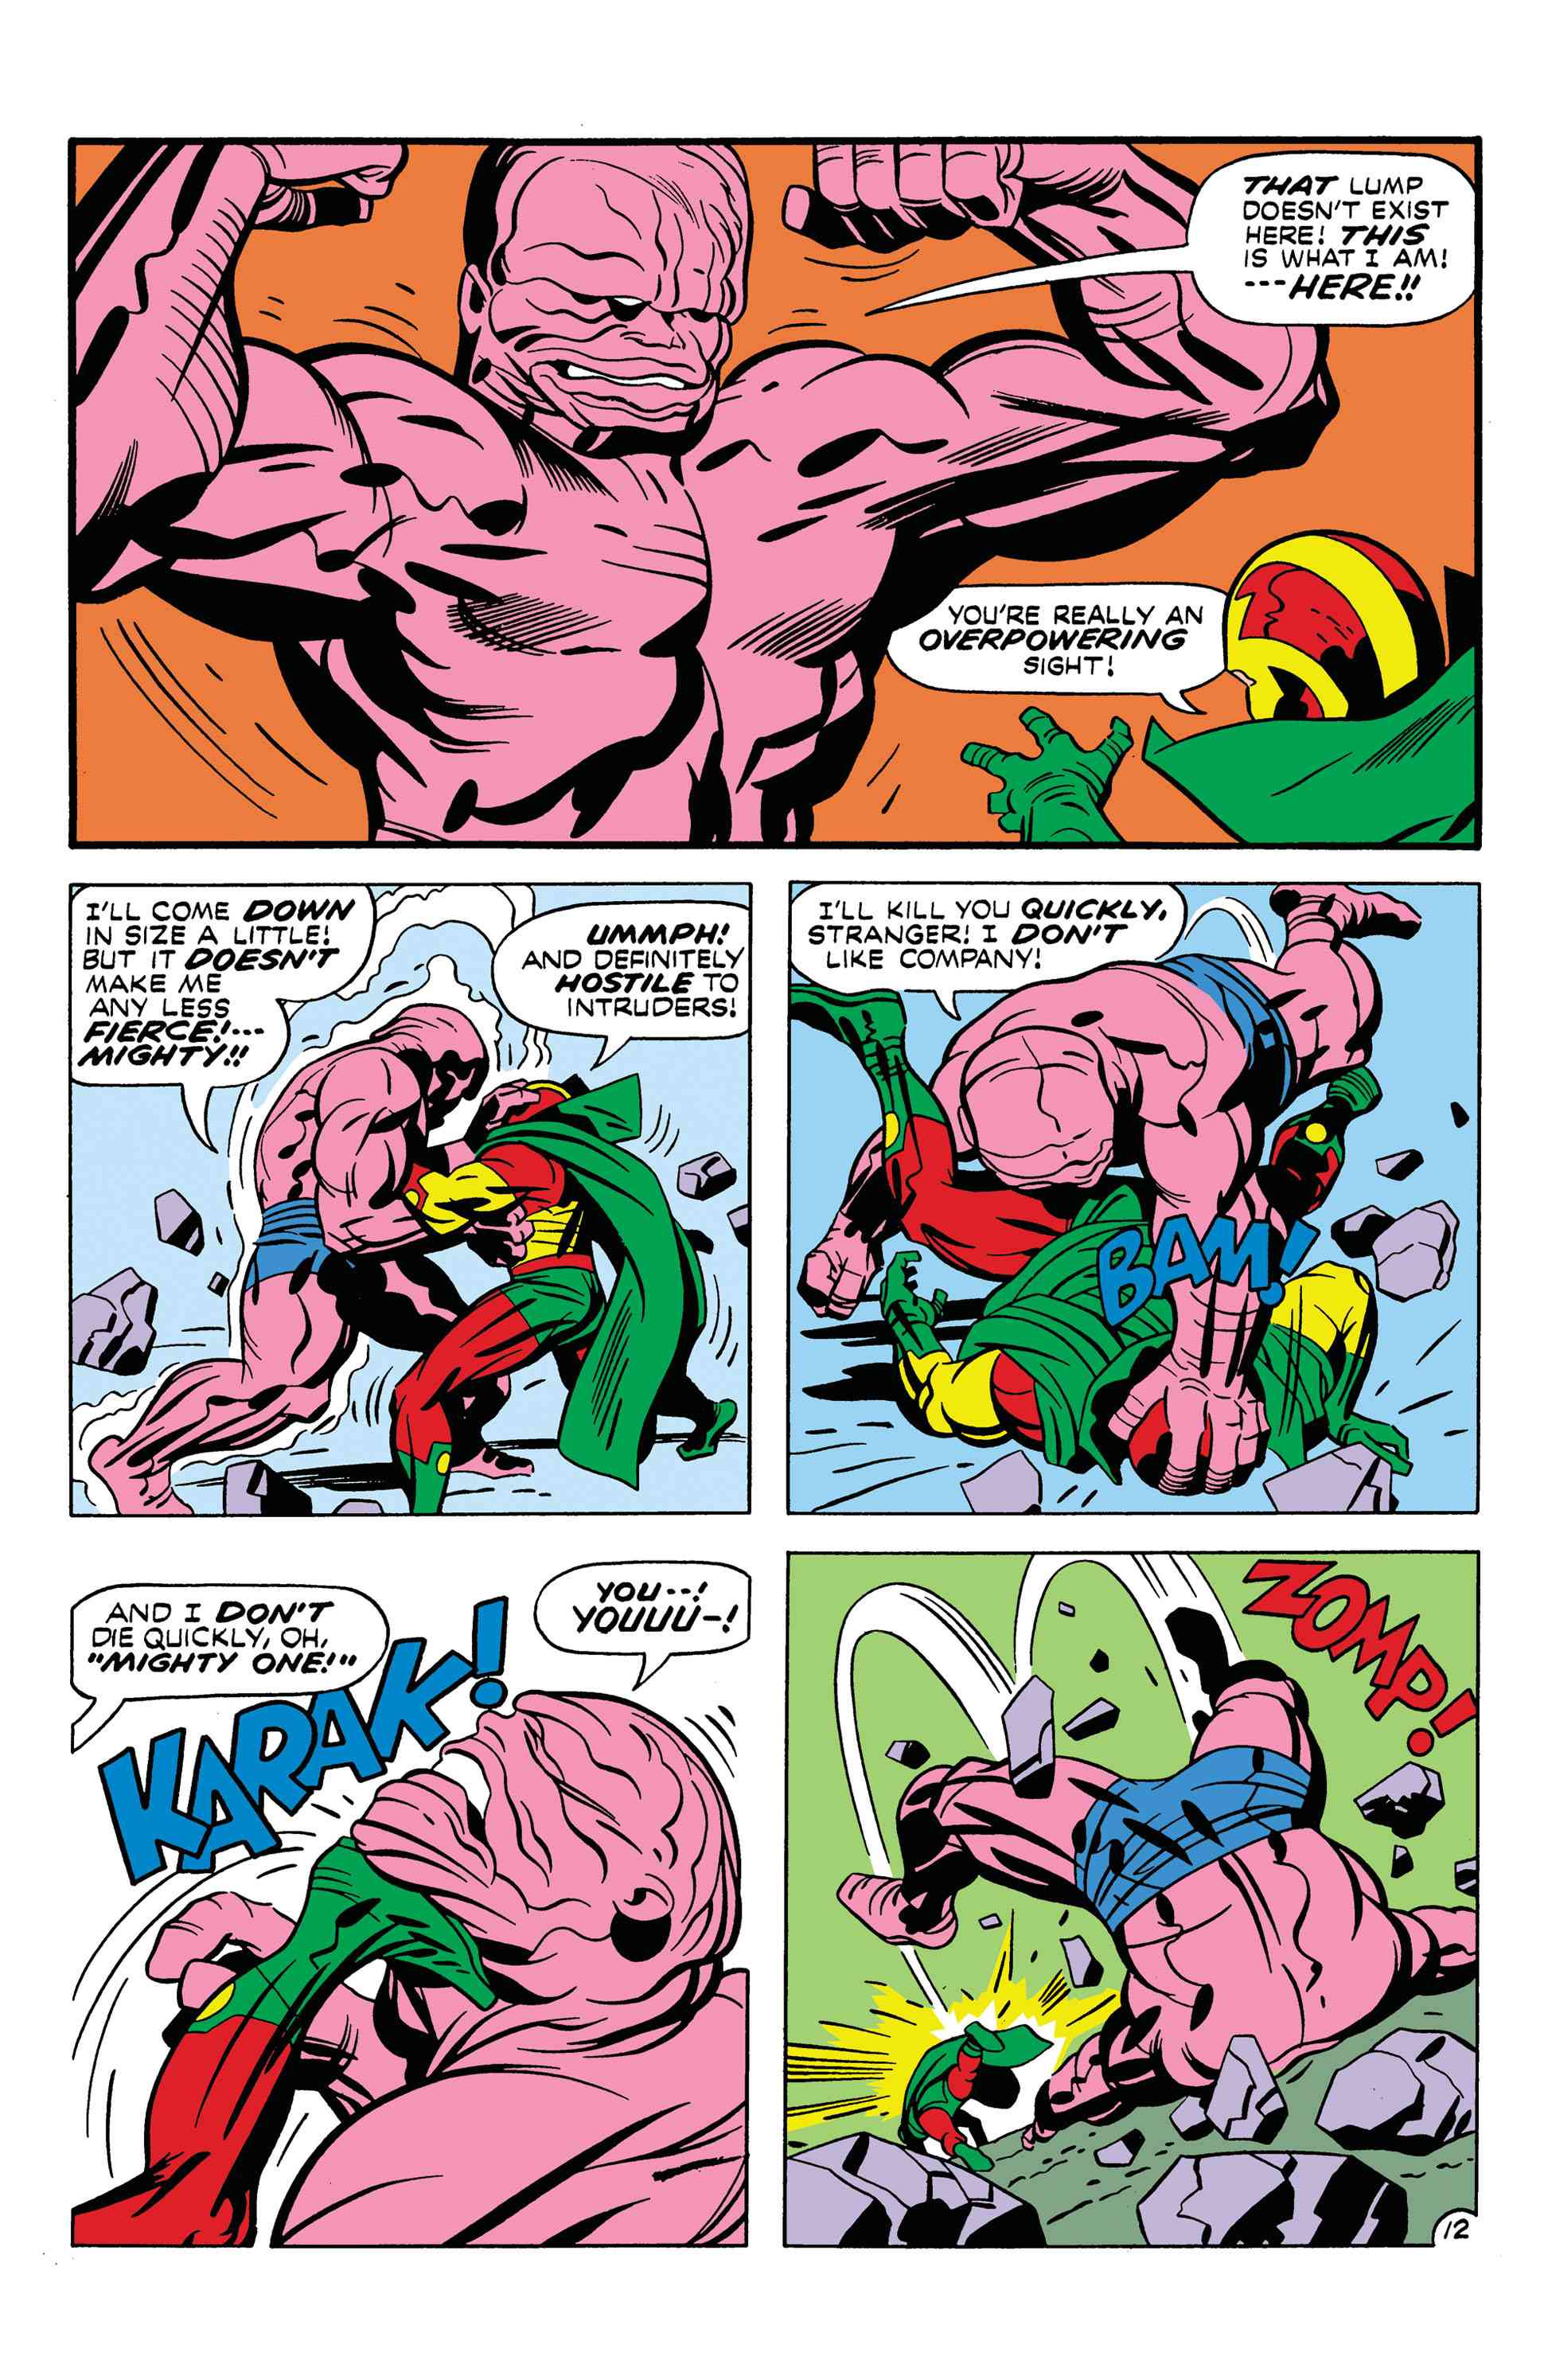 THAT LUMP
DOESN'T EXIST
HERE! THIS
IS WHAT I AM!
---HERE!!
YOU'RE REALLY AN
OVERPOWERING
SIGHT!
I'LL COME DOWN
IN SIZE A LITTLE!
BUT IT DOESN'T
MAKE ME
ANY LESS
FIERCE!---
MIGHTY!!
UMMPH!
AND DEFINITELY
HOSTILE TO
INTRUDERS!
I'LL KILL YOU QUICKLY,
STRANGER! I DON'T
LIKE COMPANY!
BAM!
AND I DON'T
DIE QUICKLY, OH,
"MIGHTY ONE!"
KARAK!
YOU--!
YOUUU-!
ZOMP!
12